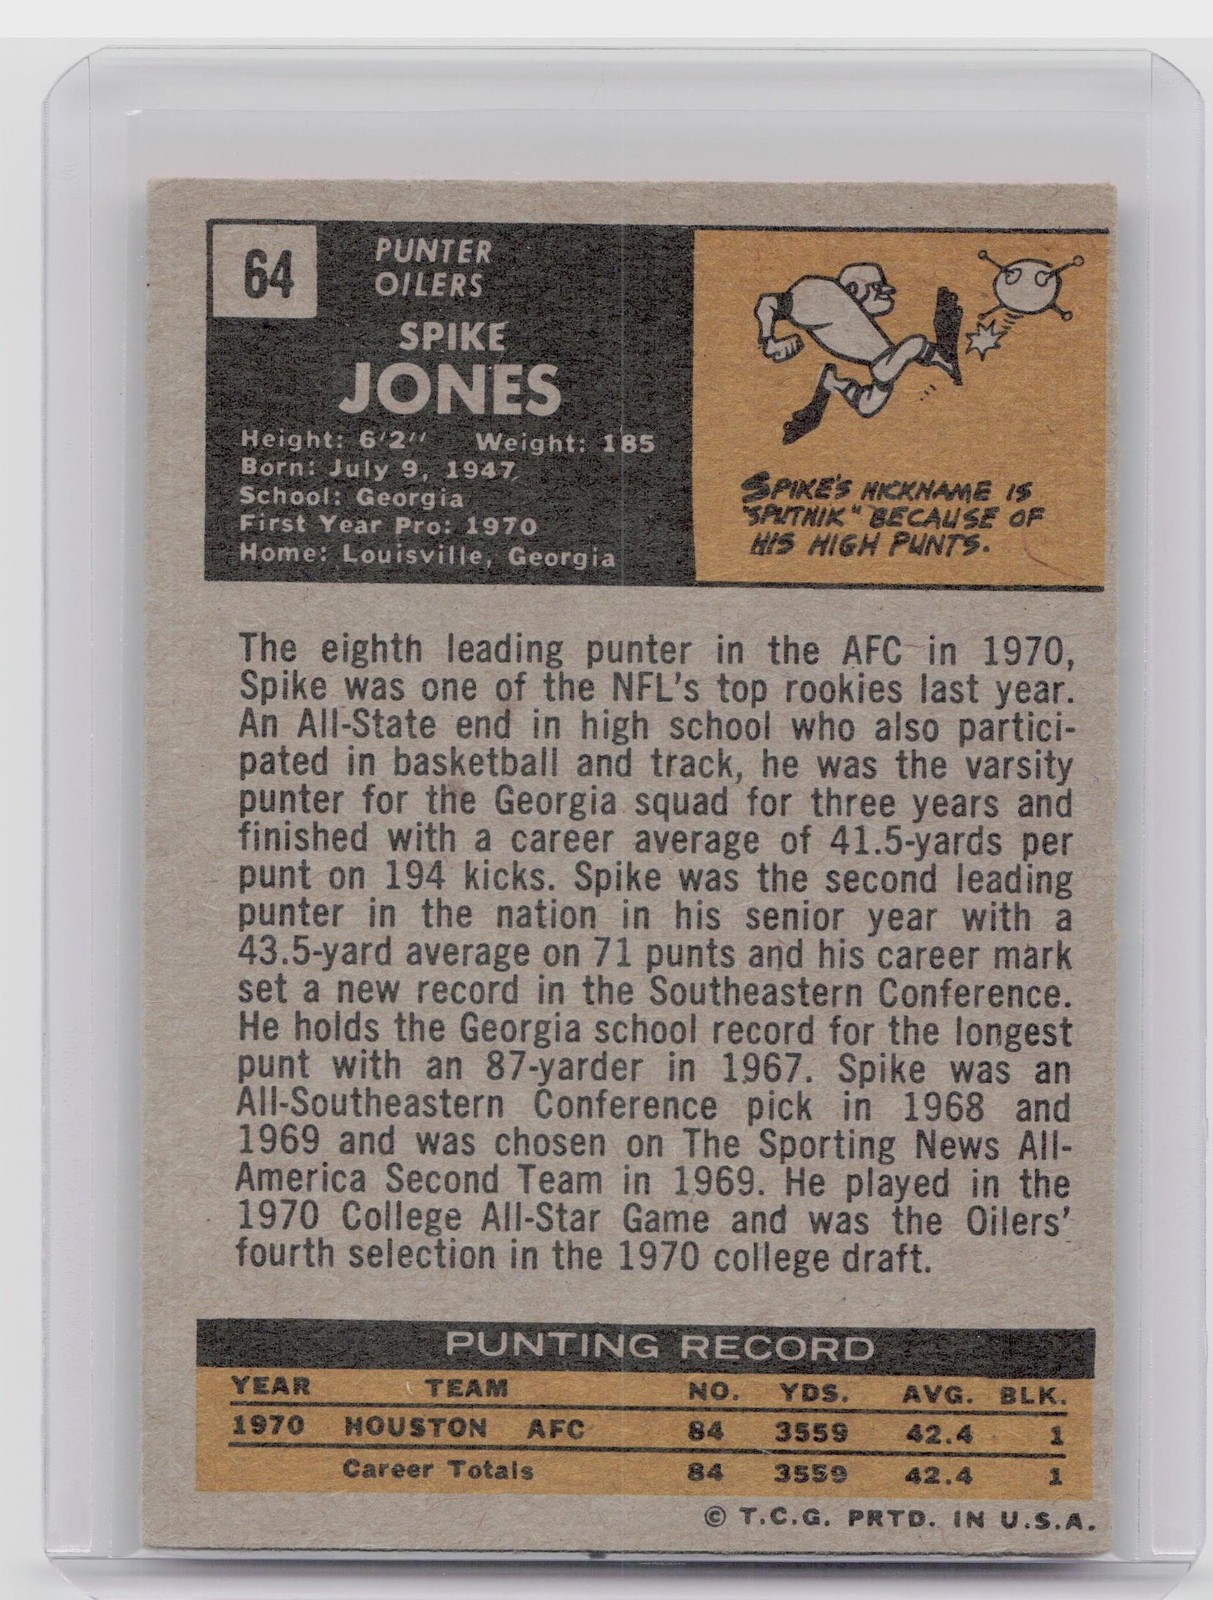 64
PUNTER
OILERS
SPIKE
JONES
Height: 6'2'' Weight: 185
Born: July 9, 1947
School: Georgia
First Year Pro: 1970
Home: Louisville, Georgia
SPIKE'S NICKNAME IS
"SPUTNIK" BECAUSE OF
HIS HIGH PUNTS.
The eighth leading punter in the AFC in 1970,
Spike was one of the NFL's top rookies last year.
An All-State end in high school who also partici-
pated in basketball and track, he was the varsity
punter for the Georgia squad for three years and
finished with a career average of 41.5-yards per
punt on 194 kicks. Spike was the second leading
punter in the nation in his senior year with a
43.5-yard average on 71 punts and his career mark
set a new record in the Southeastern Conference.
He holds the Georgia school record for the longest
punt with an 87-yarder in 1967. Spike was an
All-Southeastern Conference pick in 1968 and
1969 and was chosen on The Sporting News All-
America Second Team in 1969. He played in the
1970 College All-Star Game and was the Oilers'
fourth selection in the 1970 college draft.
PUNTING RECORD
YEAR TEAM NO. YDS. AVG. BLK.
1970 HOUSTON AFC 84 3559 42.4 1
Career Totals 84 3559 42.4 1
© T.C.G. PRTD. IN U.S.A.